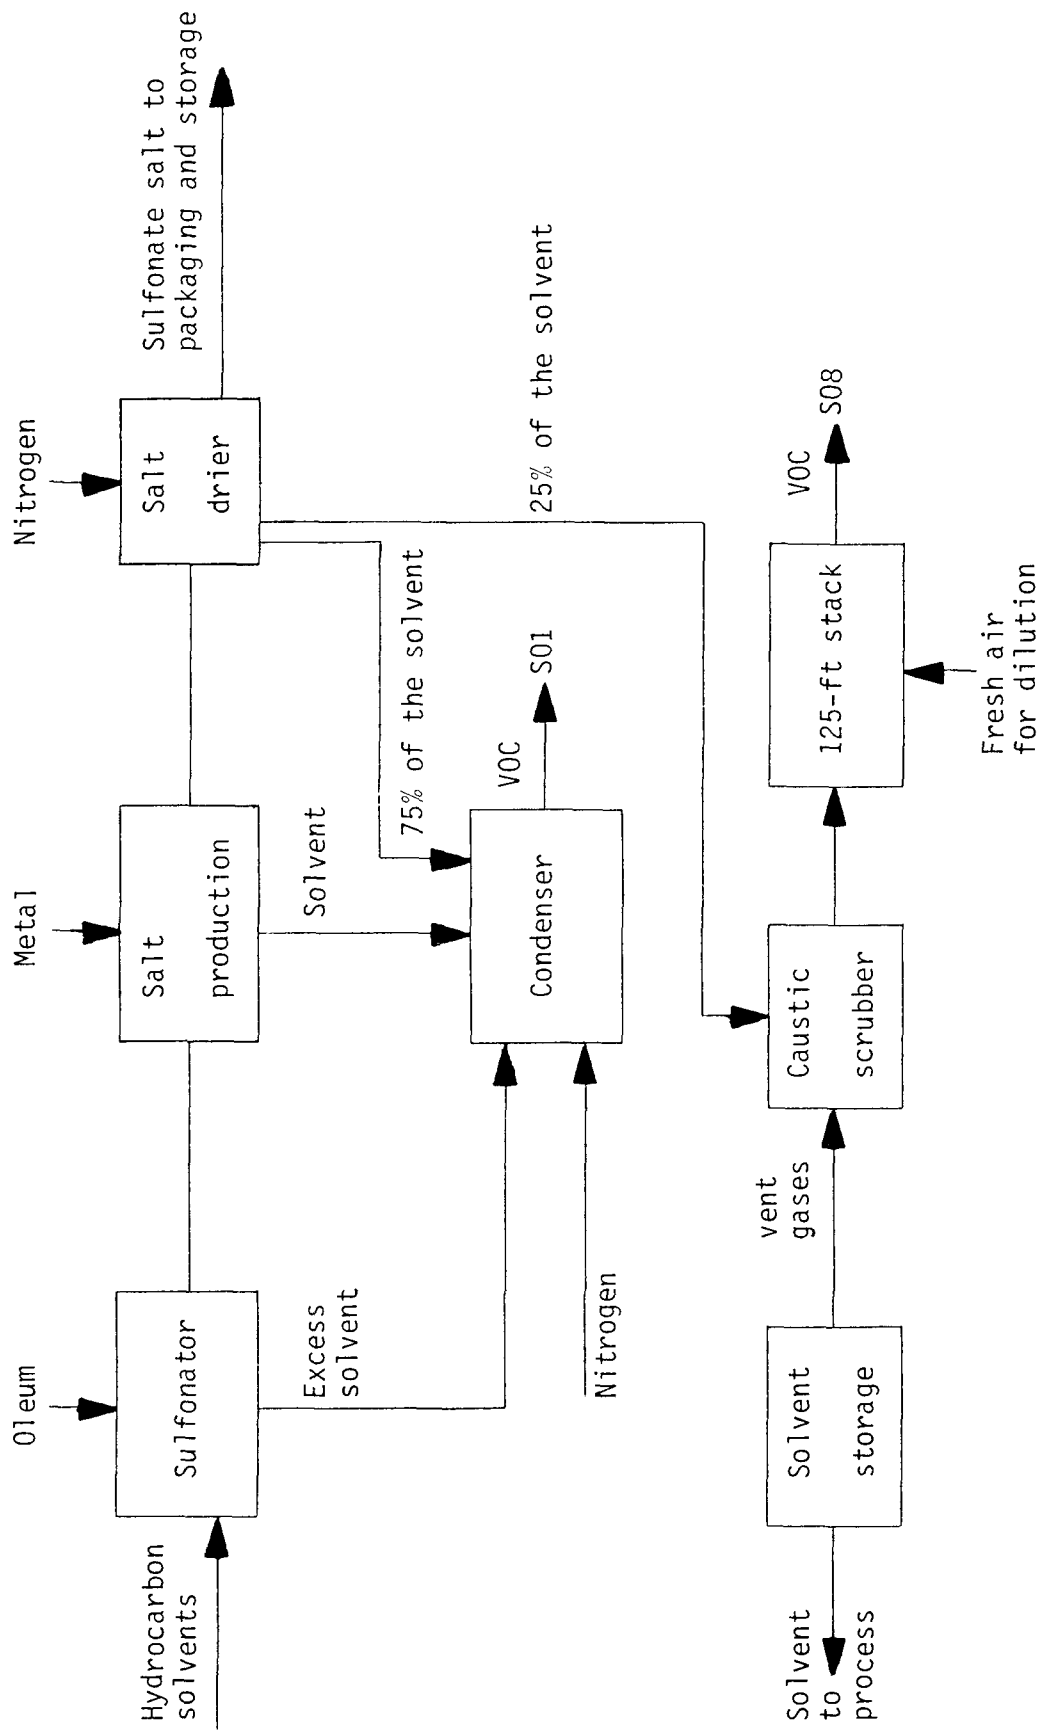 Oleum
Metal
Nitrogen
Hydrocarbon
solvents
Sulfonator
Salt
production
Salt
drier
Sulfonate salt to
packaging and storage
Excess
solvent
Solvent
75% of the solvent
25% of the solvent
Nitrogen
Condenser
VOC
S01
Solvent
to
process
Solvent
storage
vent
gases
Caustic
scrubber
125-ft stack
VOC
S08
Fresh air
for dilution